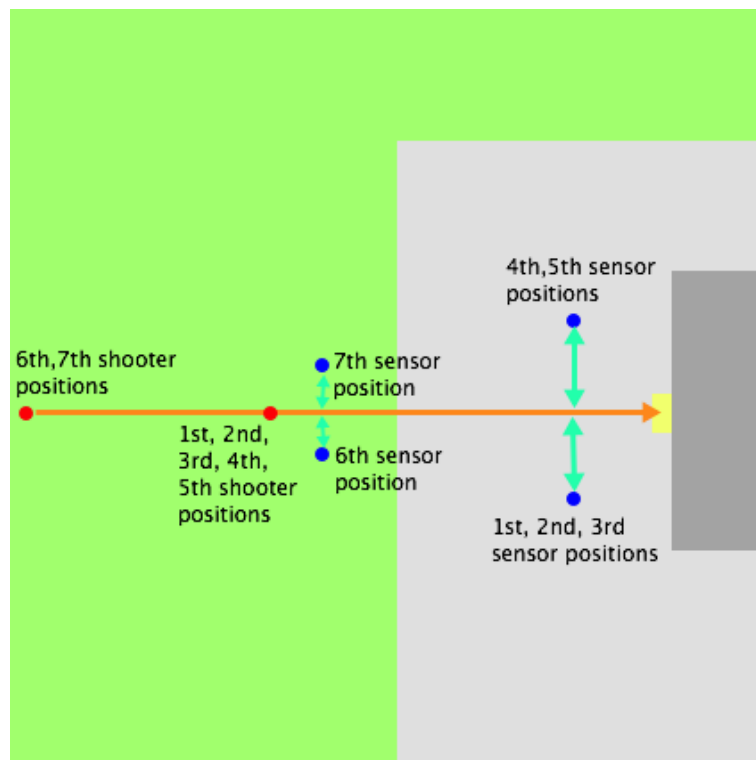 4th,5th sensor
positions
6th,7th shooter
positions
7th sensor
position
1st, 2nd,
3rd, 4th,
5th shooter
positions
6th sensor
position
1st, 2nd, 3rd
sensor positions